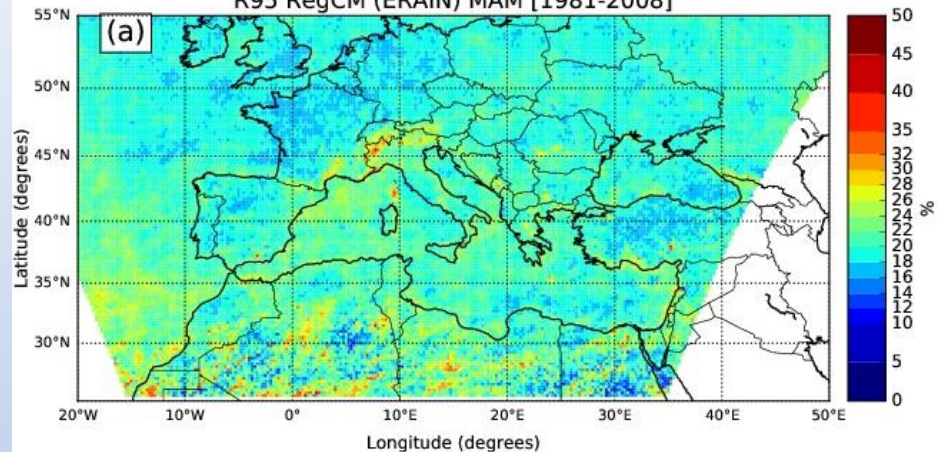 R95 RegCM (ERAIN) MAM [1981-2008]
(a)
55°N
50°N
45°N
40°N
35°N
30°N
Latitude (degrees)
20°W 10°W 0° 10°E 20°E 30°E 40°E 50°E
Longitude (degrees)
50
45
40
35
32
30
28
26
24
22
20
18
16
14
12
10
5
0
%